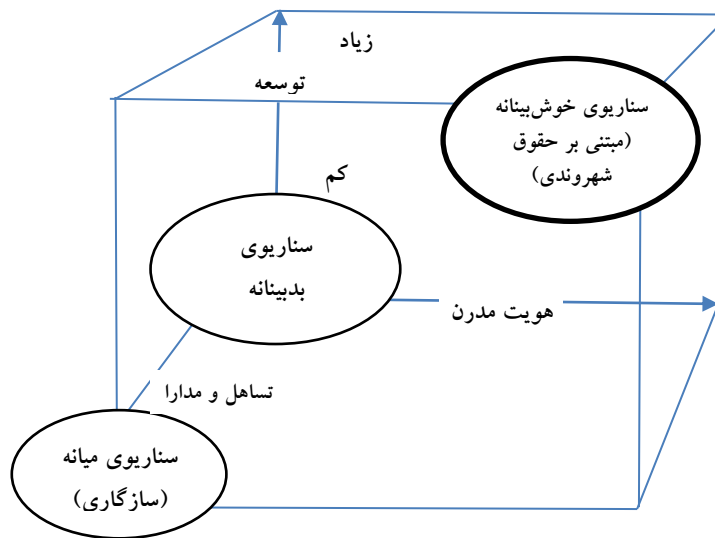 زیاد
توسعه
سناریوی خوش‌بینانه
(مبتنی بر حقوق
شهروندی)
کم
سناریوی
بدبینانه
هویت مدرن
تساهل و مدارا
سناریوی میانه
(سازگاری)